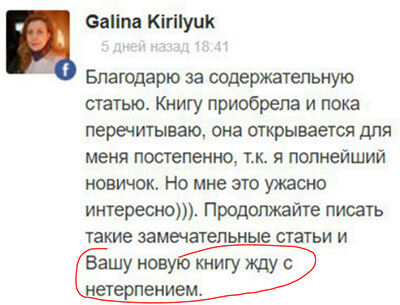 Galina Kirilyuk
5 дней назад 18:41
Благодарю за содержательную
статью. Книгу приобрела и пока
перечитываю, она открывается для
меня постепенно, т.к. я полнейший
новичок. Но мне это ужасно
интересно))). Продолжайте писать
такие замечательные статьи и
Вашу новую книгу жду с
нетерпением.